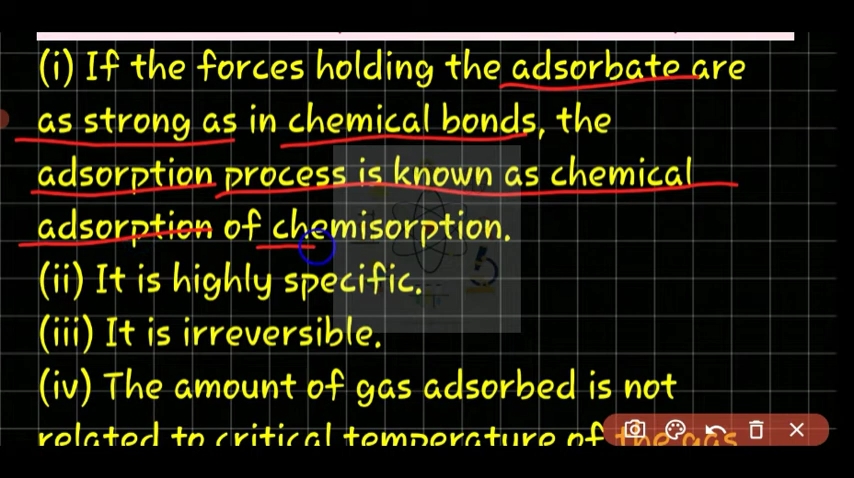 (i) If the forces holding the adsorbate are
as strong as in chemical bonds, the
adsorption process is known as chemical
adsorption of chemisorption.
(ii) It is highly specific.
(iii) It is irreversible.
(iv) The amount of gas adsorbed is not
related to critical temperature of the gas